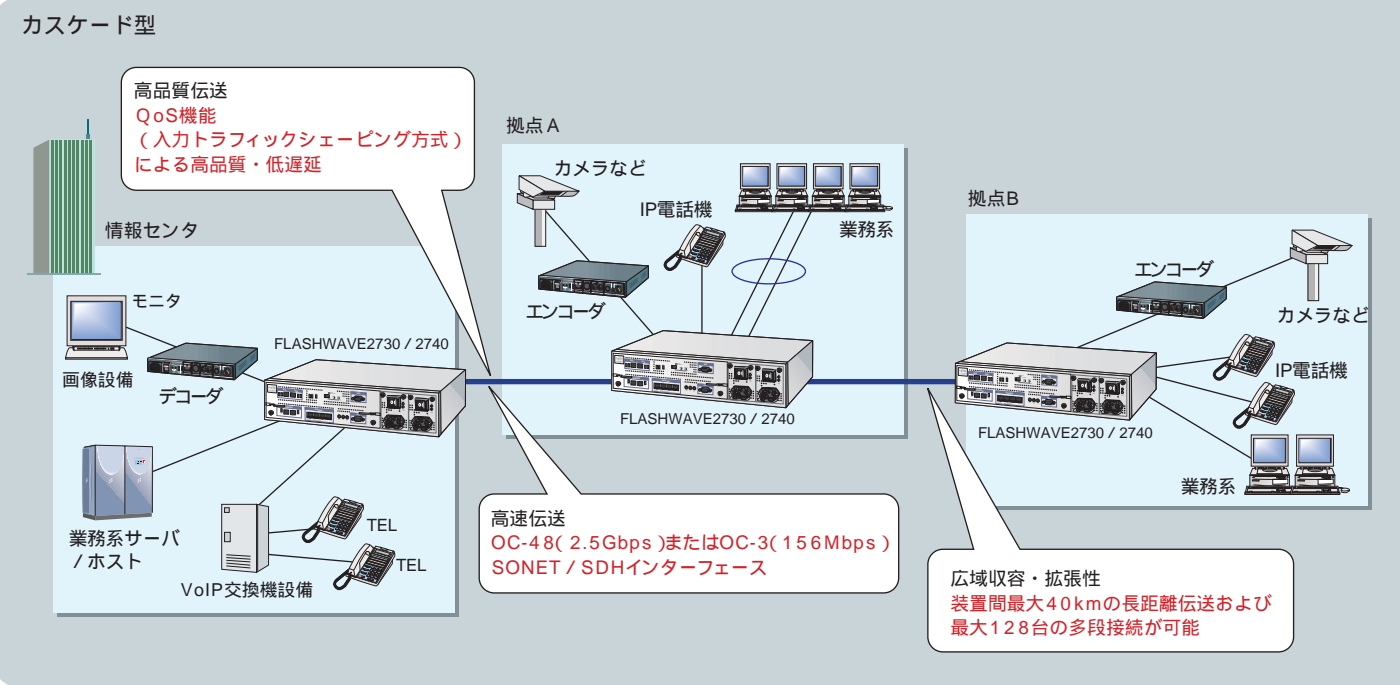 カスケード型
高品質伝送
QoS機能
(入力トラフィックシェーピング方式)
による高品質・低遅延
情報センタ
モニタ
画像設備
デコーダ
FLASHWAVE2730 / 2740
業務系サーバ
/ ホスト
VoIP交換機設備
TEL
TEL
拠点A
カメラなど
IP電話機
業務系
エンコーダ
FLASHWAVE2730 / 2740
高速伝送
OC-48(2.5Gbps)またはOC-3(156Mbps)
SONET / SDHインターフェース
拠点B
エンコーダ
カメラなど
IP電話機
FLASHWAVE2730 / 2740
業務系
広域収容・拡張性
装置間最大40kmの長距離伝送および
最大128台の多段接続が可能